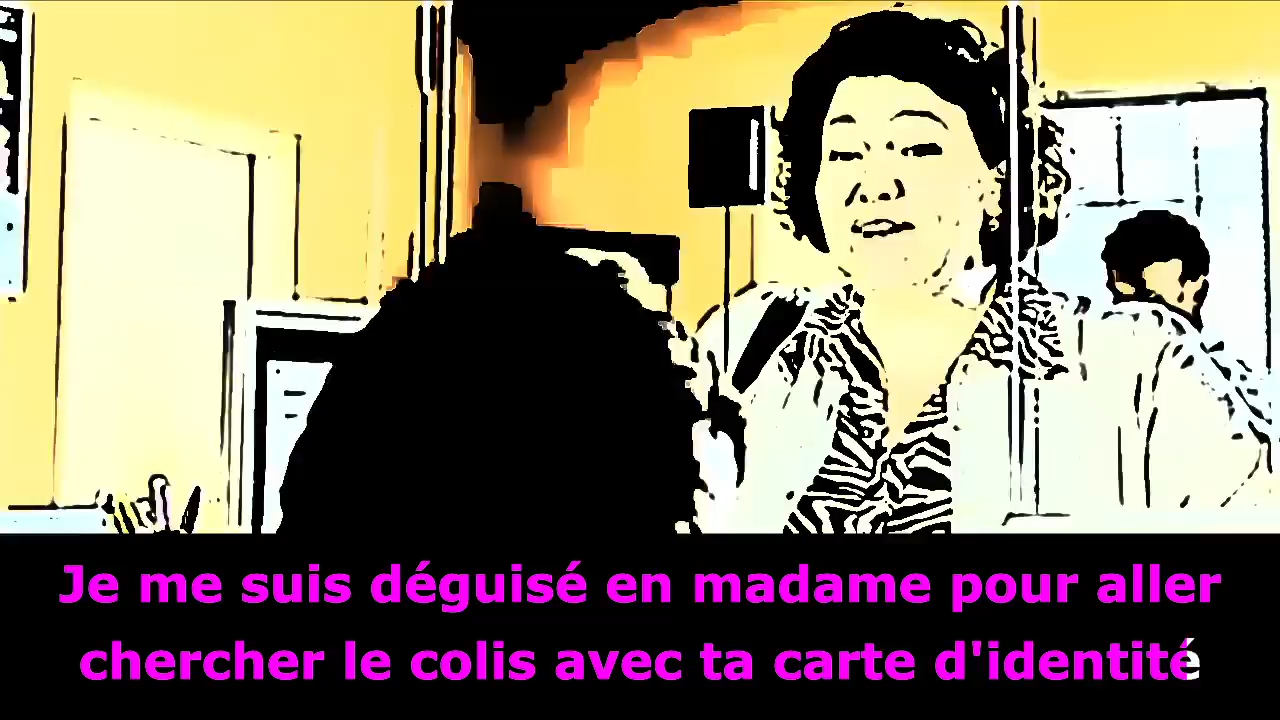 Je me suis déguisé en madame pour aller
chercher le colis avec ta carte d'identité